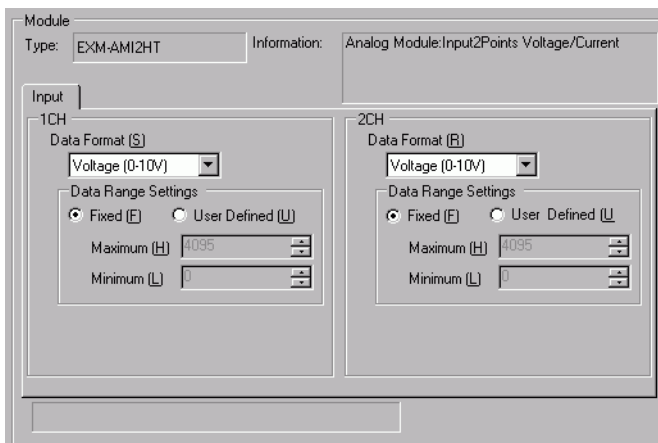 Module
Type: EXM-AMI2HT Information: Analog Module:Input2Points Voltage/Current
Input
1CH
Data Format (S)
Voltage (0-10V)
Data Range Settings
Fixed (F) User Defined (U)
Maximum (H) 4095
Minimum (L) 0
2CH
Data Format (R)
Voltage (0-10V)
Data Range Settings
Fixed (F) User Defined (U
Maximum (H) 4095
Minimum (L) 0